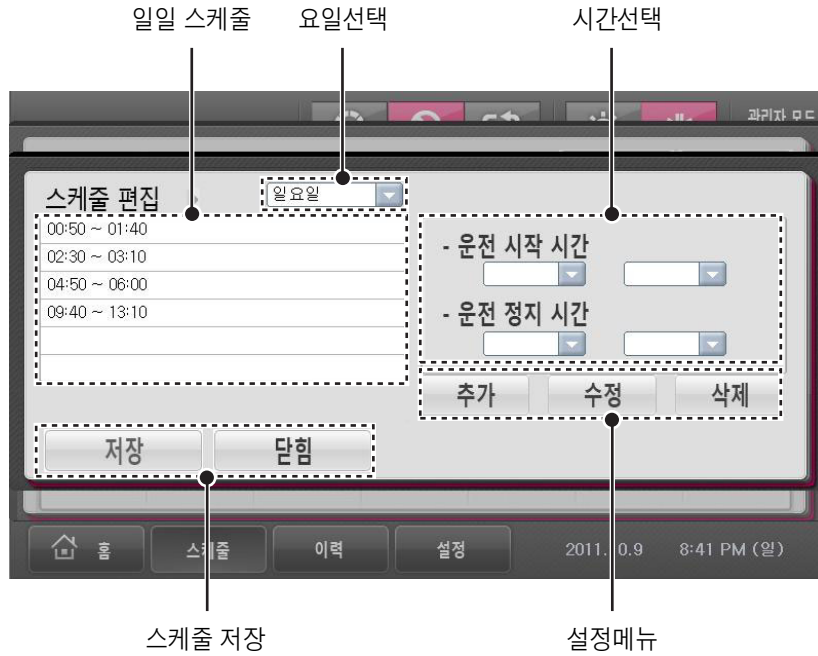 일일 스케줄 요일선택 시간선택
관리자 모드
스케줄 편집 일요일
00:50 ~ 01:40
02:30 ~ 03:10
04:50 ~ 06:00
09:40 ~ 13:10
- 운전 시작 시간
- 운전 정지 시간
추가 수정 삭제
저장 닫힘
홈 스케줄 이력 설정 8:41 PM (일)
스케줄 저장 설정메뉴